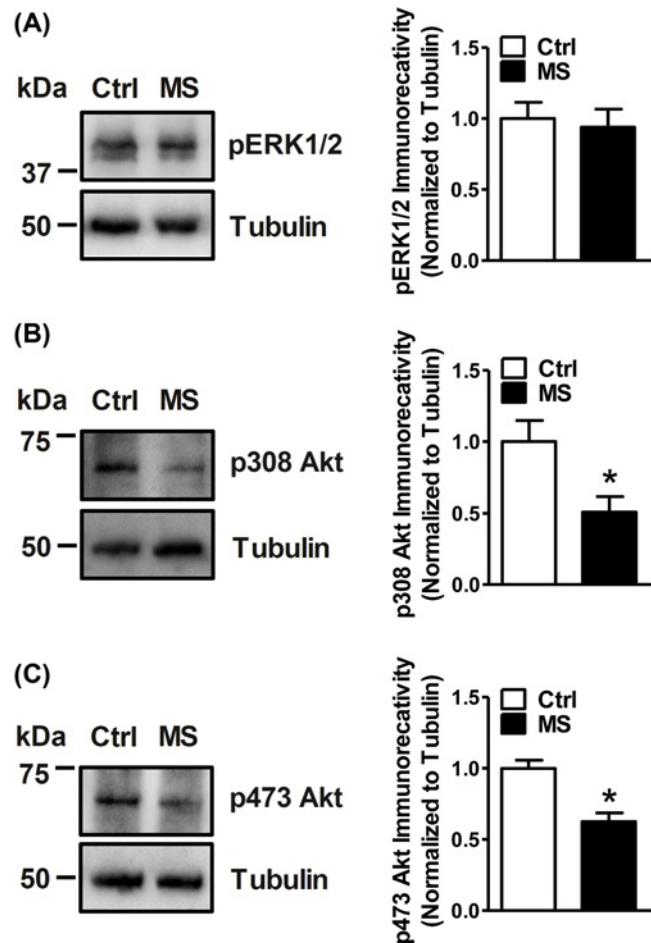 (A)
kDa Ctrl MS
pERK1/2
37
50 Tubulin
pERK1/2 Immunorecativity
(Normalized to Tubulin)
1.5
1.0
0.5
0.0
Ctrl
MS
(B)
kDa Ctrl MS
75
p308 Akt
50 Tubulin
p308 Akt Immunorecativity
(Normalized to Tubulin)
1.5
1.0
0.5
0.0
Ctrl
MS
*
(C)
kDa Ctrl MS
75
p473 Akt
50 Tubulin
p473 Akt Immunorecativity
(Normalized to Tubulin)
1.5
1.0
0.5
0.0
Ctrl
MS
*